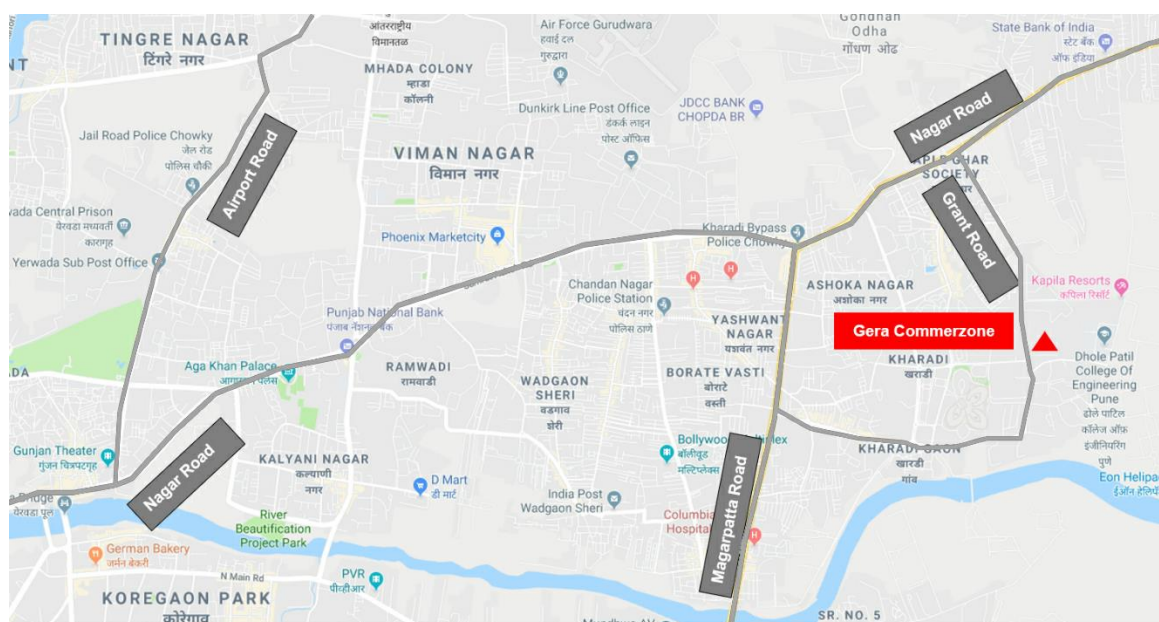 TINGRE NAGAR
टिंगरे नगर
आंतरराष्ट्रीय
विमानतळ
MHADA COLONY
म्हाडा
कॉलनी
Air Force Gurudwara
हवाई दल
गुरुद्वारा
Gondhan
Odha
गोंधण ओढ
State Bank of India
स्टेट बँक
ऑफ इंडिया
Nagar Road
Dunkirk Line Post Office
डंकर्क लाइन
पोस्ट ऑफिस
JDCC BANK
CHOPDA BR
Jail Road Police Chowky
जेल रोड
पोलिस चौकी
Airport Road
VIMAN NAGAR
विमान नगर
GHAR
SOCIETY
Grant Road
Central Prison
येरवडा मध्यवर्ती
कारागृह
Phoenix Marketcity
Kharadi Bypass
Police Chowky
Yerwada Sub Post Office
Chandan Nagar
Police Station
चंदन नगर
पोलिस ठाणे
ASHOKA NAGAR
अशोका नगर
Kapila Resorts
कपिला रिसॉर्ट
Punjab National Bank
पंजाब नॅशनल बँक
YASHWANT
NAGAR
यशवंत नगर
Gera Commerzone
Aga Khan Palace
RAMWADI
रामवाडी
WADGAON
SHERI
वडगाव
शेरी
BORATE VASTI
बोराटे
वस्ती
KHARADI
खराडी
Dhole Patil
College Of
Engineering
Pune
ढोले पाटिल
कॉलेज ऑफ़
इंजीनियरिंग
पुणे
Gunjan Theater
गुंजन चित्रपटगृह
Nagar Road
KALYANI NAGAR
कल्याणी
नगर
D Mart
डी मार्ट
बॉलीवूड
मल्टिप्लेक्स
Magarpatta Road
KHARADI GAON
खारडी
गांव
येरवडा पूल
River
Beautification
Project Park
India Post
Wadgaon Sheri
German Bakery
जर्मन बेकरी
N Main Rd
PVR
पीव्हीआर
KOREGAON PARK
कोरेगाव
SR. NO. 5